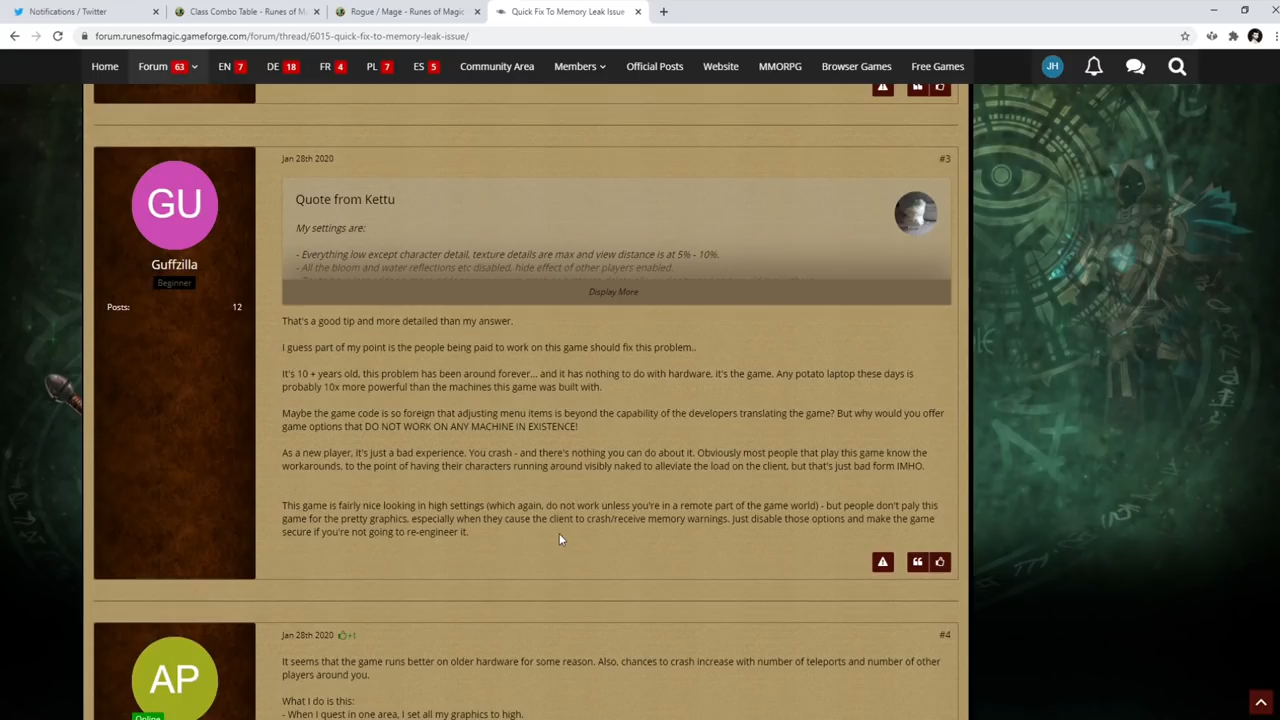 Notifications / Twitter
Class Combo Table - Runes of M
Rogue / Mage - Runes of Magic
Quick Fix To Memory Leak Issue
forum.runesofmagic.gameforge.com/forum/thread/6015-quick-fix-to-memory-leak-issue/
Home Forum 63 EN 7 DE 18 FR 4 PL 7 ES 5 Community Area Members Official Posts Website MMORPG Browser Games Free Games JH
Jan 28th 2020 #3
GU
Guffzilla
Beginner
Posts: 12
Quote from Kettu
My settings are:
- Everything low except character detail, texture details are max and view distance is at 5% - 10%.
- All the bloom and water reflections etc disabled, hide effect of other players enabled.
Display More
That's a good tip and more detailed than my answer.
I guess part of my point is the people being paid to work on this game should fix this problem..
It's 10 + years old, this problem has been around forever... and it has nothing to do with hardware, it's the game. Any potato laptop these days is
probably 10x more powerful than the machines this game was built with.
Maybe the game code is so foreign that adjusting menu items is beyond the capability of the developers translating the game? But why would you offer
game options that DO NOT WORK ON ANY MACHINE IN EXISTENCE!
As a new player, it's just a bad experience. You crash - and there's nothing you can do about it. Obviously most people that play this game know the
workarounds, to the point of having their characters running around visibly naked to alleviate the load on the client, but that's just bad form IMHO.
This game is fairly nice looking in high settings (which again, do not work unless you're in a remote part of the game world) - but people don't paly this
game for the pretty graphics, especially when they cause the client to crash/receive memory warnings. Just disable those options and make the game
secure if you're not going to re-engineer it.
Jan 28th 2020 +1 #4
AP
Online
It seems that the game runs better on older hardware for some reason. Also, chances to crash increase with number of teleports and number of other
players around you.
What I do is this:
- When I quest in one area, I set all my graphics to high.